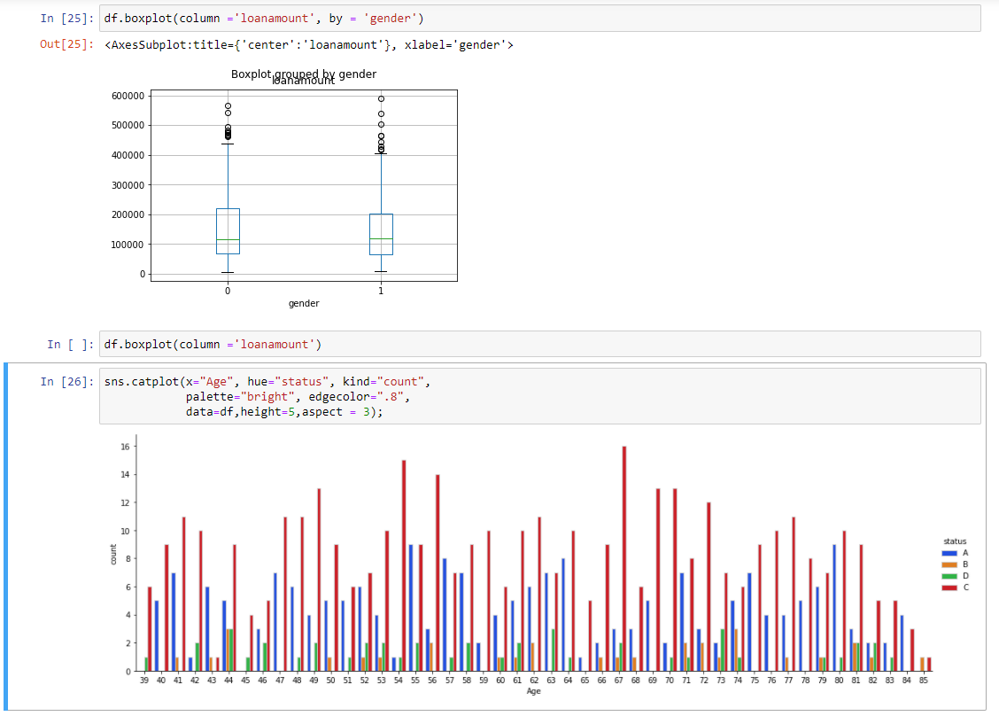 In [25]: df.boxplot(column ='loanamount', by = 'gender')
Out[25]: <AxesSubplot:title={'center':'loanamount'}, xlabel='gender'>
Boxplot grouped by gender
loanamount
600000
500000
400000
300000
200000
100000
0
0 1
gender
In [ ]: df.boxplot(column ='loanamount')
In [26]: sns.catplot(x="Age", hue="status", kind="count",
palette="bright", edgecolor=".8",
data=df,height=5,aspect = 3);
16
14
12
10
8
6
4
2
0
count
39 40 41 42 43 44 45 46 47 48 49 50 51 52 53 54 55 56 57 58 59 60 61 62 63 64 65 66 67 68 69 70 71 72 73 74 75 76 77 78 79 80 81 82 83 84 85
Age
status
A
B
D
C